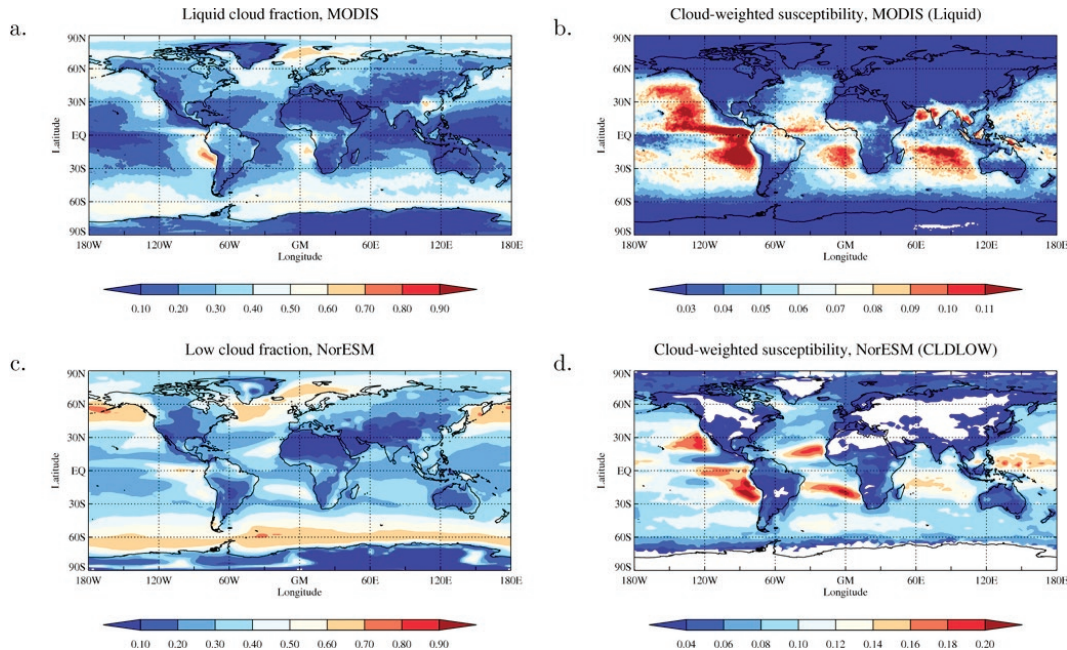 a.
Liquid cloud fraction, MODIS
90N
60N
30N
EQ
30S
60S
90S
Latitude
180W 120W 60W GM 60E 120E 180E
Longitude
0.10 0.20 0.30 0.40 0.50 0.60 0.70 0.80 0.90
b.
Cloud-weighted susceptibility, MODIS (Liquid)
90N
60N
30N
EQ
30S
60S
90S
Latitude
180W 120W 60W GM 60E 120E 180E
Longitude
0.03 0.04 0.05 0.06 0.07 0.08 0.09 0.10 0.11
c.
Low cloud fraction, NorESM
90N
60N
30N
EQ
30S
60S
90S
Latitude
180W 120W 60W GM 60E 120E 180E
Longitude
0.10 0.20 0.30 0.40 0.50 0.60 0.70 0.80 0.90
d.
Cloud-weighted susceptibility, NorESM (CLDLOW)
90N
60N
30N
EQ
30S
60S
90S
Latitude
180W 120W 60W GM 60E 120E 180E
Longitude
0.04 0.06 0.08 0.10 0.12 0.14 0.16 0.18 0.20